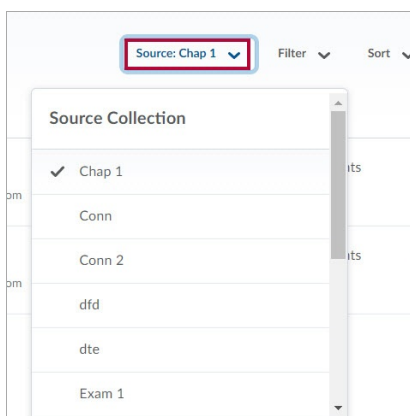 Source: Chap 1 Filter Sort
Source Collection
Chap 1
Conn
Conn 2
dfd
dte
Exam 1